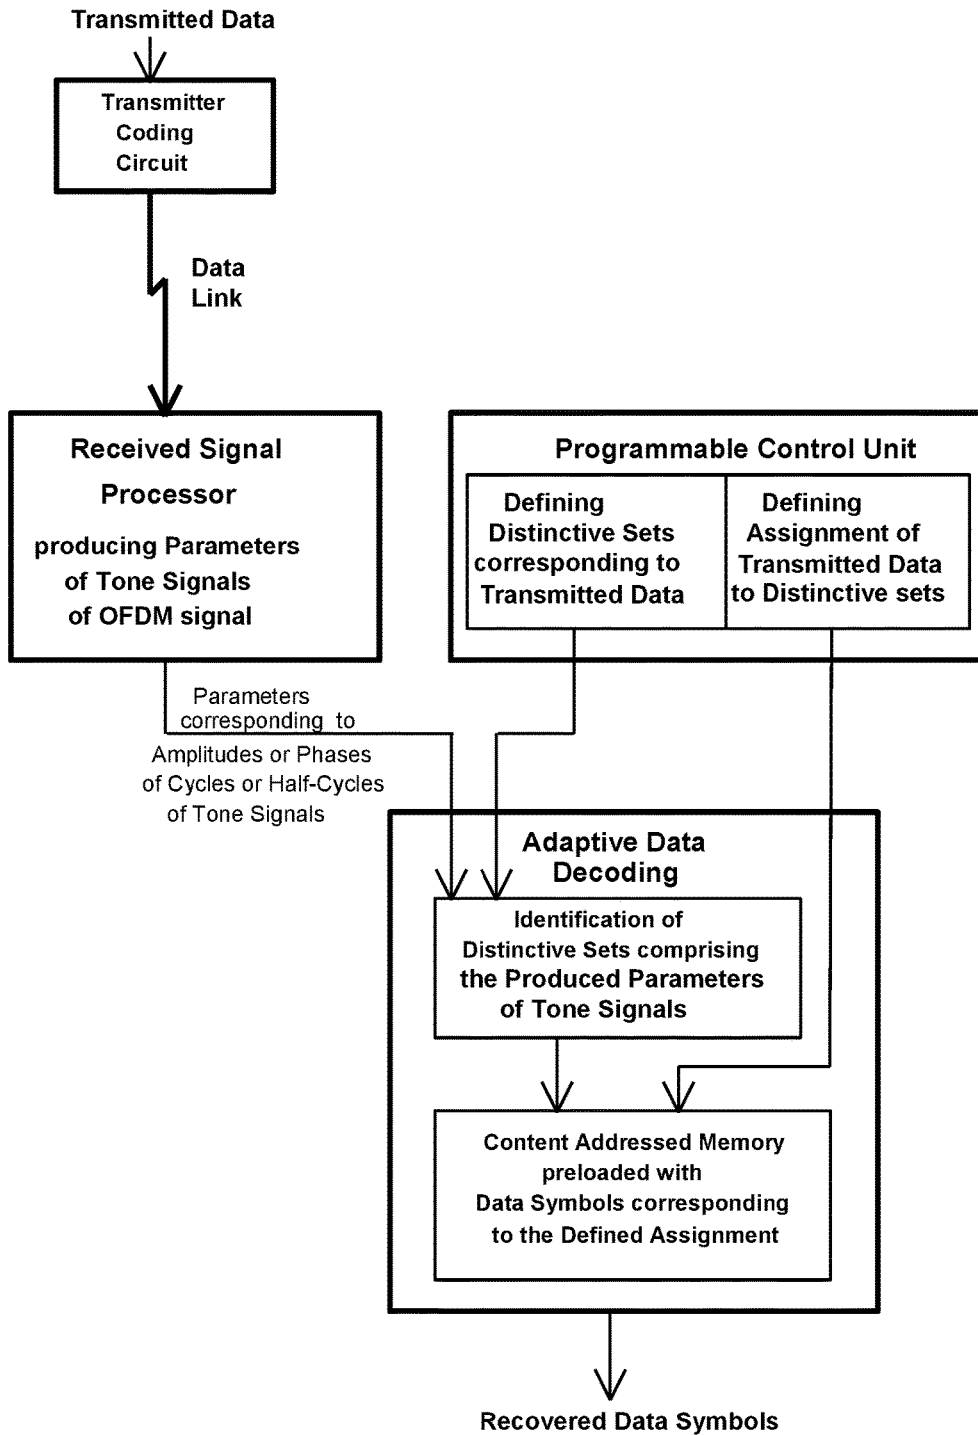 Transmitted Data
Transmitter
Coding
Circuit
Data
Link
Received Signal
Processor
producing Parameters
of Tone Signals
of OFDM signal
Programmable Control Unit
Defining
Distinctive Sets
corresponding to
Transmitted Data
Defining
Assignment of
Transmitted Data
to Distinctive sets
Parameters
corresponding to
Amplitudes or Phases
of Cycles or Half-Cycles
of Tone Signals
Adaptive Data
Decoding
Identification of
Distinctive Sets comprising
the Produced Parameters
of Tone Signals
Content Addressed Memory
preloaded with
Data Symbols corresponding
to the Defined Assignment
Recovered Data Symbols